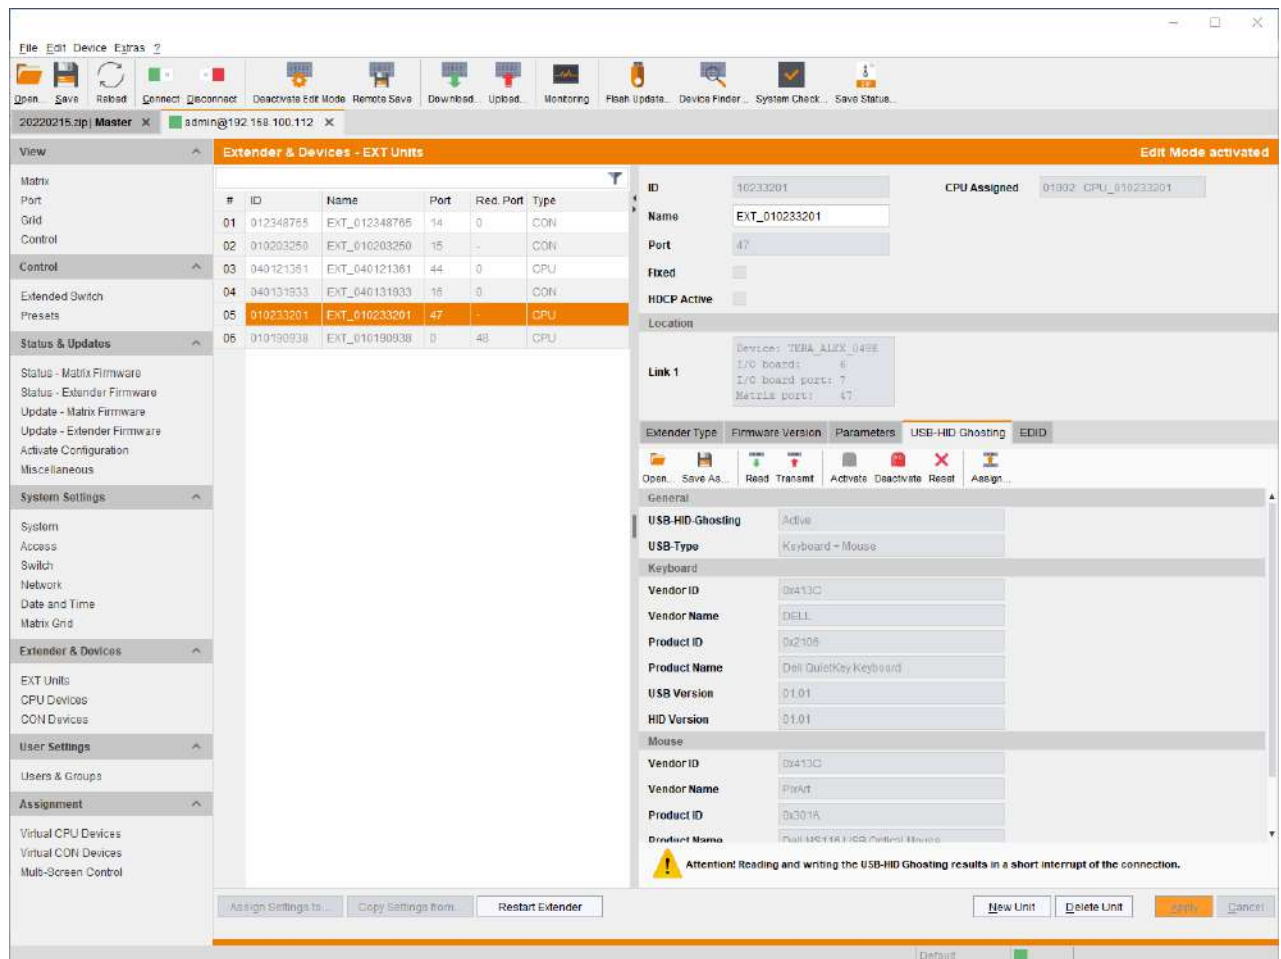 File Edit Device Extras ?
Open... Save Reload Connect Disconnect Deactivate Edit Mode Remote Save Download... Upload... Monitoring Flash Update... Device Finder... System Check... Save Status...
20220215.zip| Master X admin@192.168.100.112 X
View
Matrix
Port
Grid
Control
Control
Extended Switch
Presets
Status & Updates
Status - Matrix Firmware
Status - Extender Firmware
Update - Matrix Firmware
Update - Extender Firmware
Activate Configuration
Miscellaneous
System Settings
System
Access
Switch
Network
Date and Time
Matrix Grid
Extender & Devices
EXT Units
CPU Devices
CON Devices
User Settings
Users & Groups
Assignment
Virtual CPU Devices
Virtual CON Devices
Multi-Screen Control
Extender & Devices - EXT Units Edit Mode activated
# ID Name Port Red. Port Type
01 012348765 EXT_012348765 14 0 CON
02 010203250 EXT_010203250 15 - CON
03 040121361 EXT_040121361 44 0 CPU
04 040131933 EXT_040131933 16 0 CON
05 010233201 EXT_010233201 47 - CPU
06 010190938 EXT_010190938 0 48 CPU
ID 10233201 CPU Assigned 01002 CPU_010233201
Name EXT_010233201
Port 47
Fixed
HDCP Active
Location
Link 1
Device: TERA_ALEX_049E
I/O board: 6
I/O board port: 7
Matrix port: 47
Extender Type Firmware Version Parameters USB-HID Ghosting EDID
Open... Save As... Read Transmit Activate Deactivate Reset Assign...
General
USB-HID-Ghosting Active
USB-Type Keyboard + Mouse
Keyboard
Vendor ID 0x413C
Vendor Name DELL
Product ID 0x2106
Product Name Dell QuietKey Keyboard
USB Version 01.01
HID Version 01.01
Mouse
Vendor ID 0x413C
Vendor Name PixArt
Product ID 0x301A
Product Name Dell MS116 USB Optical Mouse
Attention! Reading and writing the USB-HID Ghosting results in a short interrupt of the connection.
Assign Settings to... Copy Settings from... Restart Extender New Unit Delete Unit Apply Cancel
Default